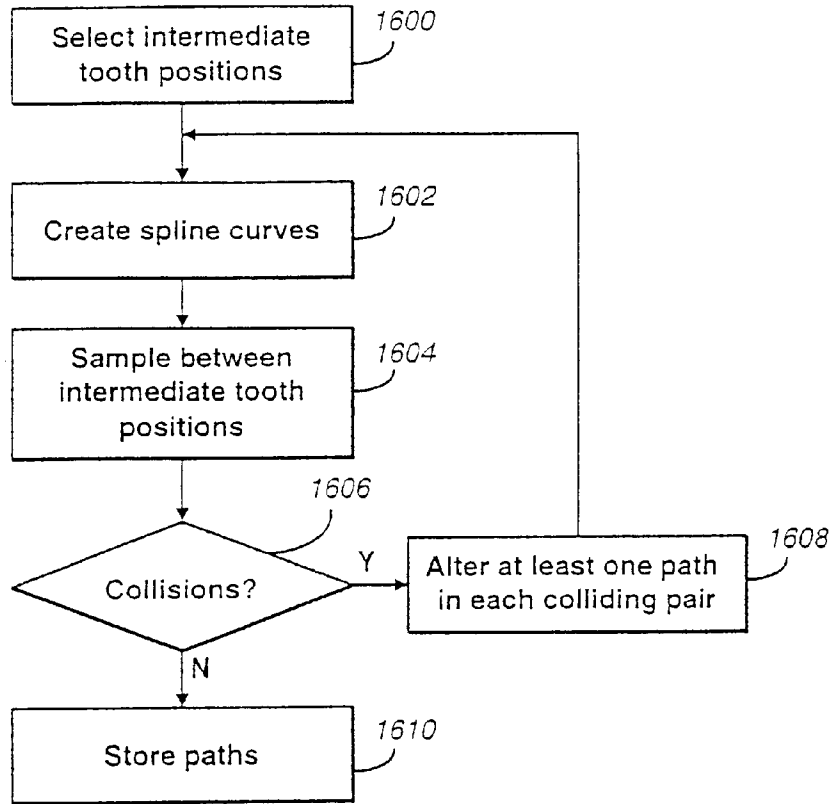 Select intermediate
tooth positions
1600
Create spline curves
1602
Sample between
intermediate tooth
positions
1604
Collisions?
1606
Y
N
Alter at least one path
in each colliding pair
1608
Store paths
1610